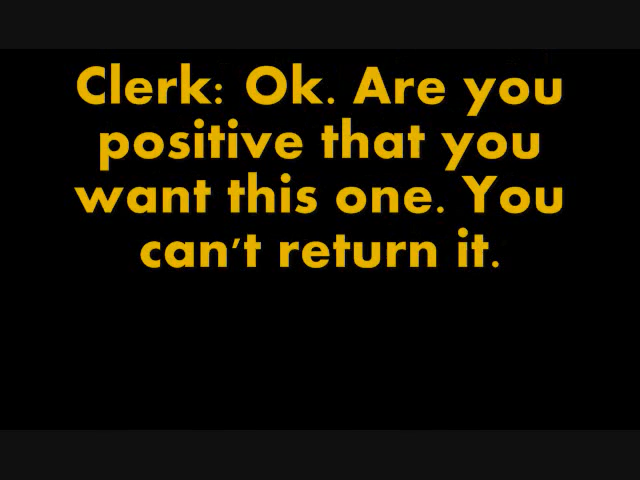 Clerk: Ok. Are you
positive that you
want this one. You
can't return it.